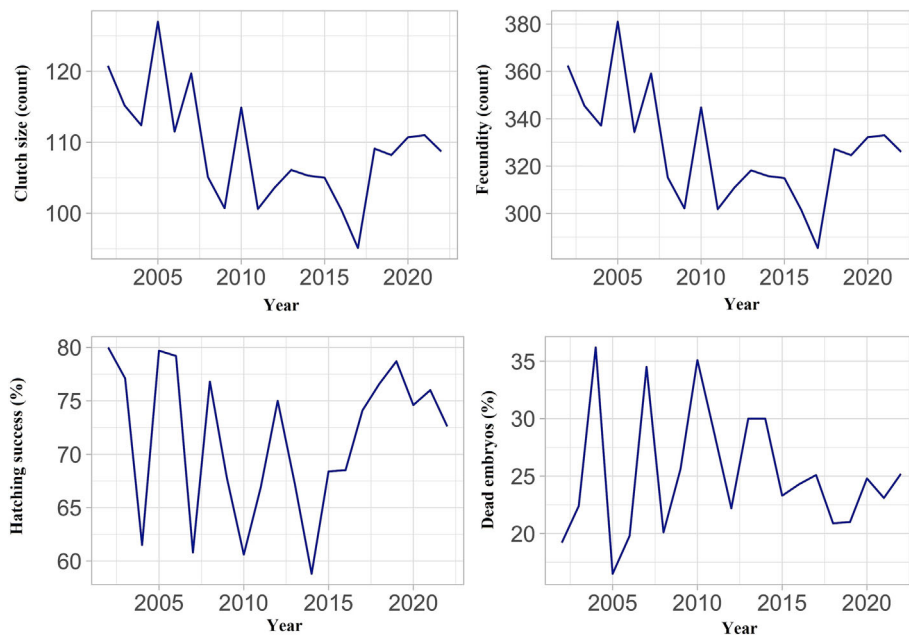 Clutch size (count)
120
110
100
2005 2010 2015 2020
Year
Fecundity (count)
380
360
340
320
300
2005 2010 2015 2020
Year
Hatching success (%)
80
75
70
65
60
2005 2010 2015 2020
Year
Dead embryos (%)
35
30
25
20
2005 2010 2015 2020
Year